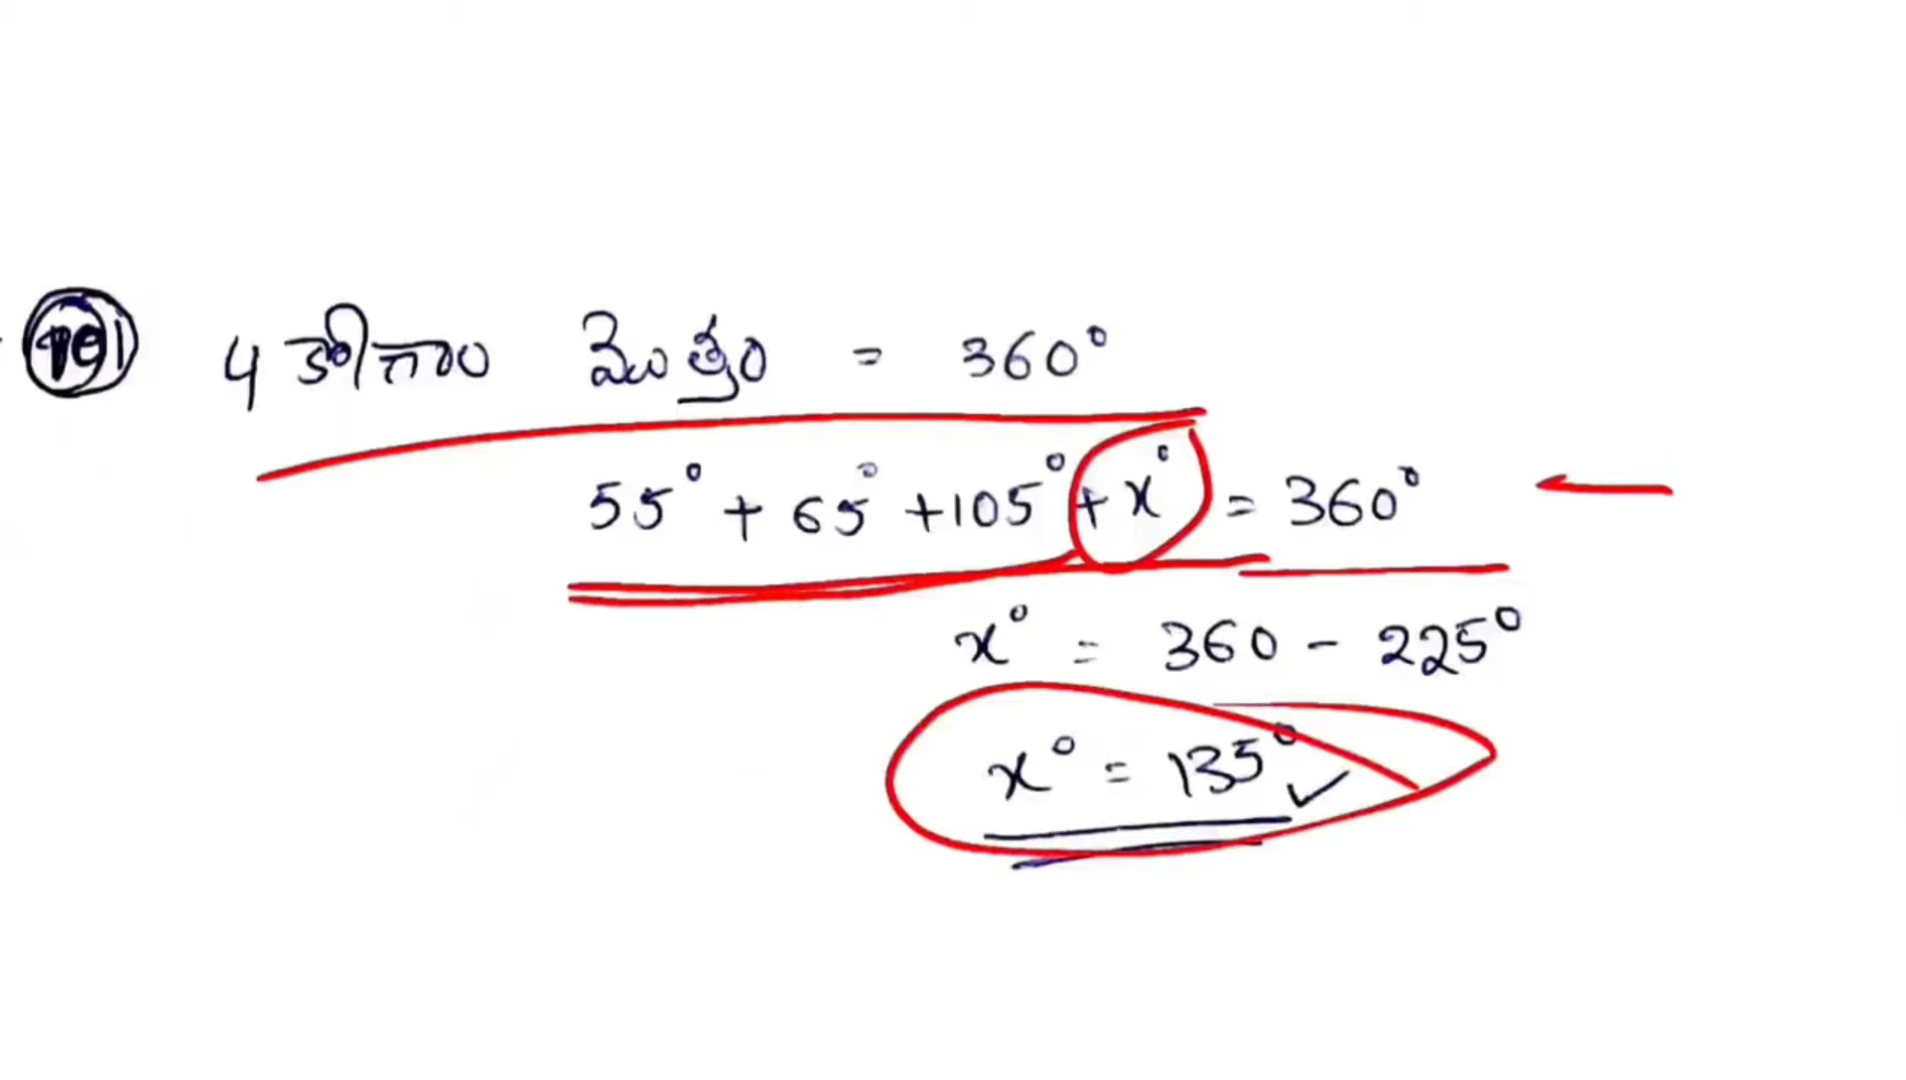 4 కోణాల మొత్తం = 360°
55° + 65° + 105° + x° = 360°
x° = 360 - 225°
x° = 135° ✓